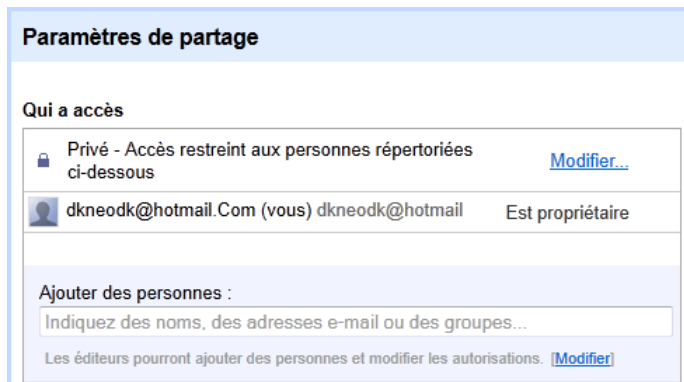 Paramètres de partage
Qui a accès
Privé - Accès restreint aux personnes répertoriées
ci-dessous
Modifier...
dkneodk@hotmail.Com (vous) dkneodk@hotmail
Est propriétaire
Ajouter des personnes :
Indiquez des noms, des adresses e-mail ou des groupes...
Les éditeurs pourront ajouter des personnes et modifier les autorisations. [Modifier]